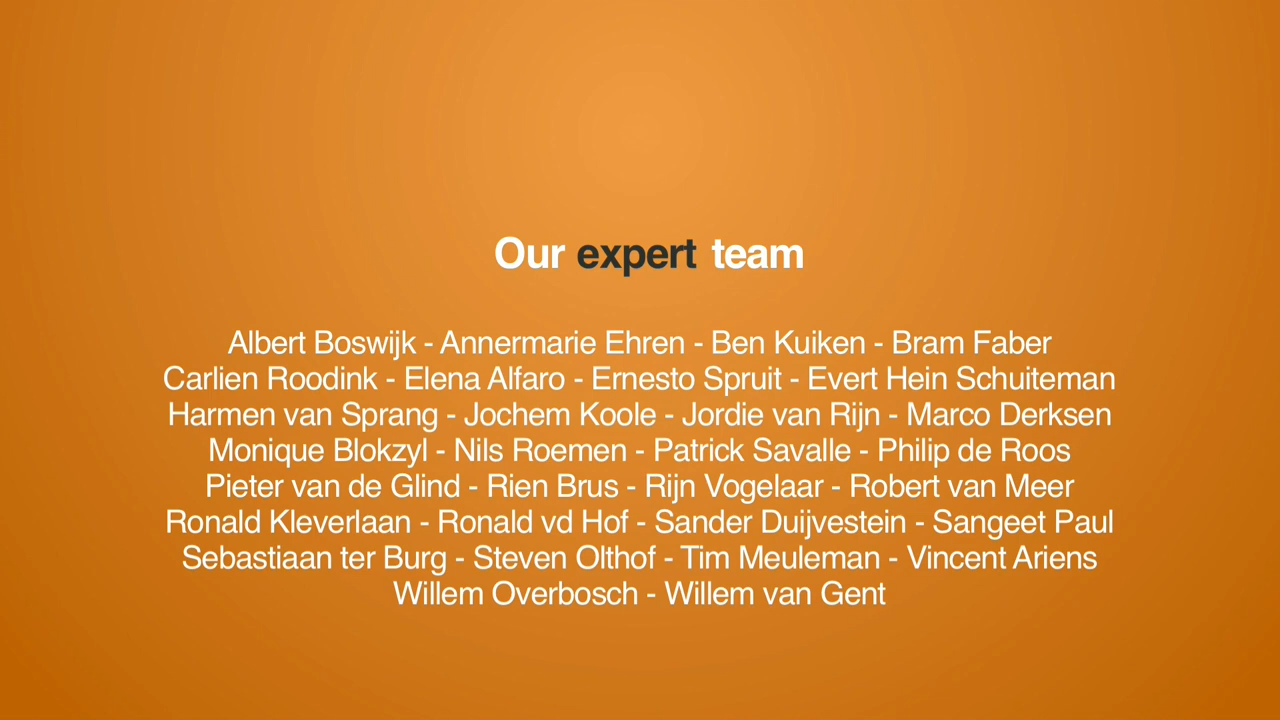 Our expert team
Albert Boswijk - Annermarie Ehren - Ben Kuiken - Bram Faber
Carlien Roodink - Elena Alfaro - Ernesto Spruit - Evert Hein Schuiteman
Harmen van Sprang - Jochem Koole - Jordie van Rijn - Marco Derksen
Monique Blokzyl - Nils Roemen - Patrick Savalle - Philip de Roos
Pieter van de Glind - Rien Brus - Rijn Vogelaar - Robert van Meer
Ronald Kleverlaan - Ronald vd Hof - Sander Duijvestein - Sangeet Paul
Sebastiaan ter Burg - Steven Olthof - Tim Meuleman - Vincent Ariens
Willem Overbosch - Willem van Gent